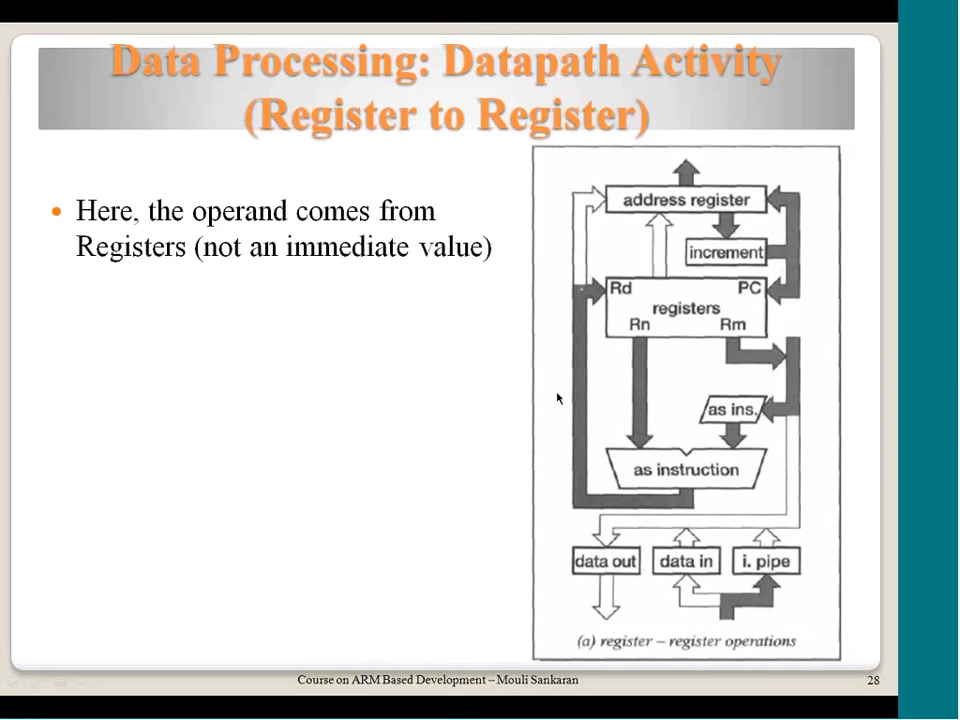 Data Processing: Datapath Activity
(Register to Register)
Here, the operand comes from
Registers (not an immediate value)
address register
increment
Rd PC
registers
Rn Rm
as ins.
as instruction
data out data in i. pipe
(a) register – register operations
Course on ARM Based Development – Mouli Sankaran 28